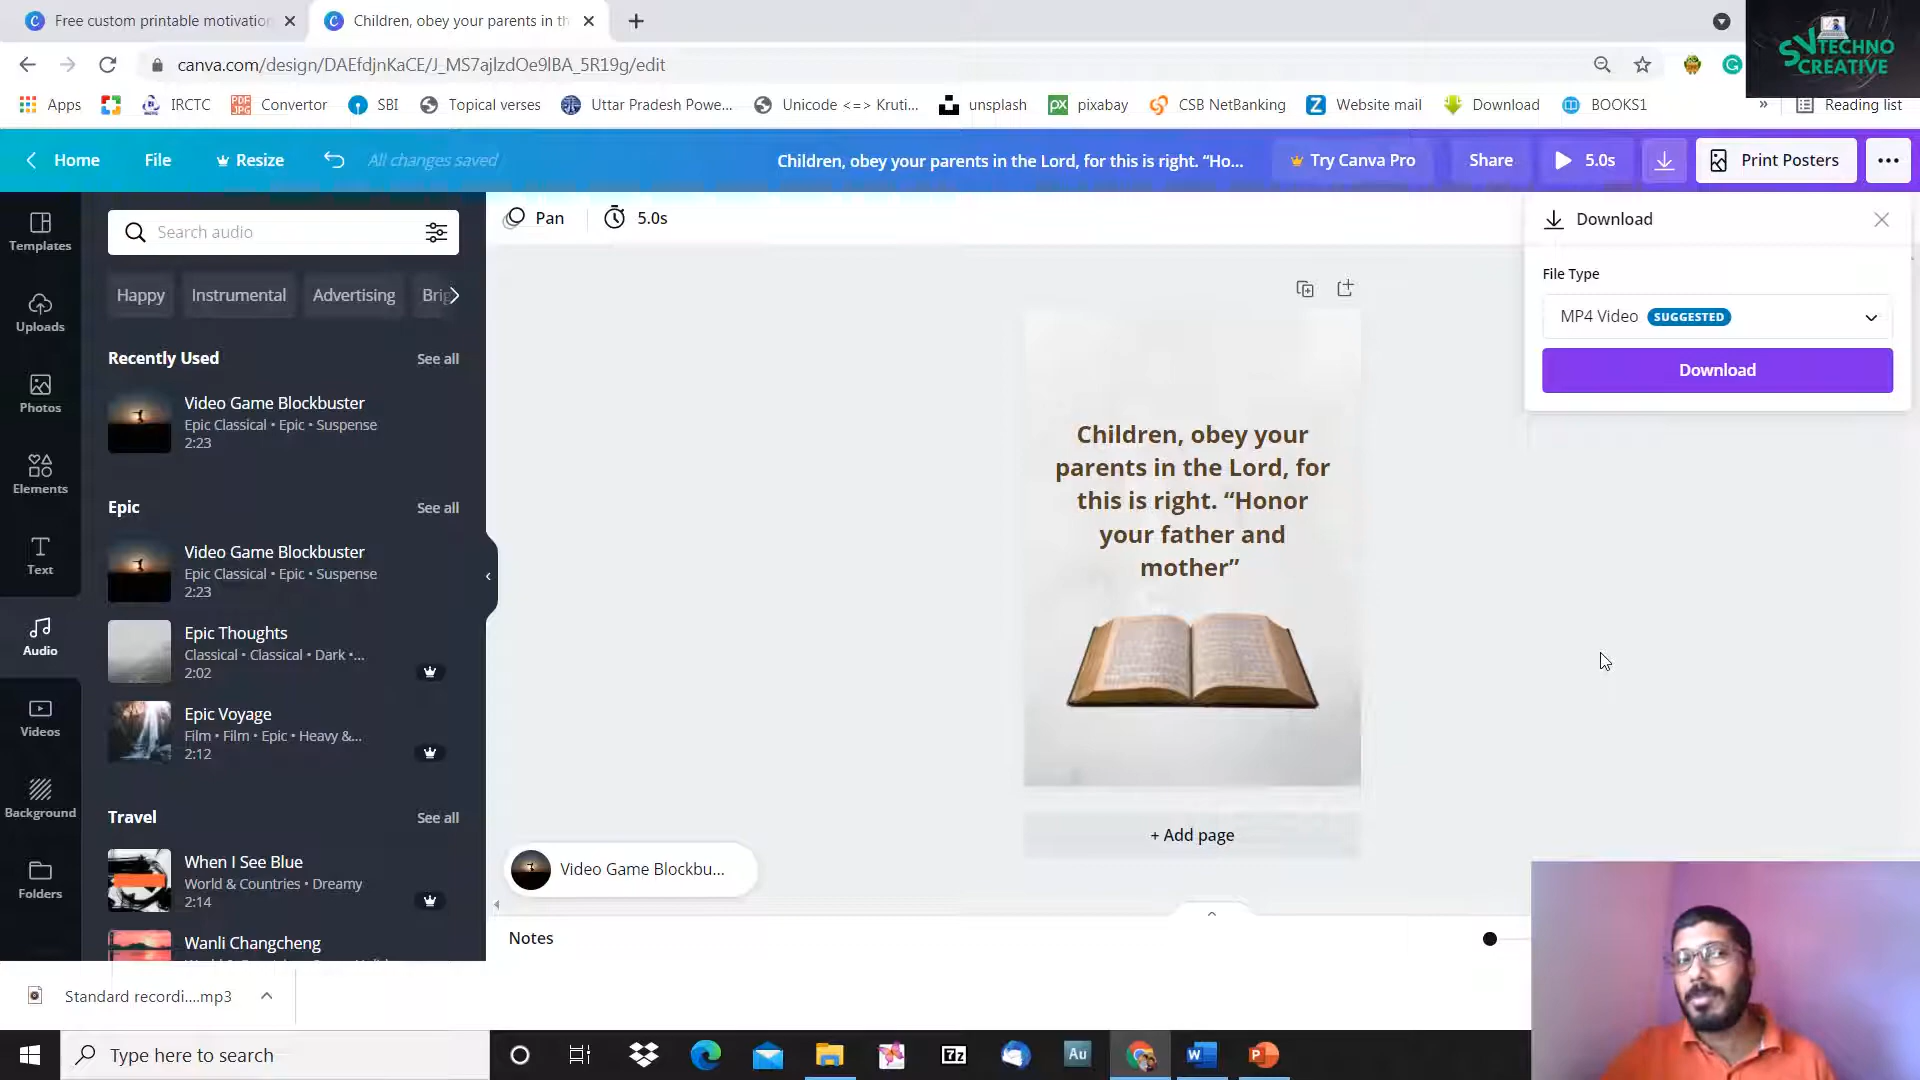 Free custom printable motivatio
Children, obey your parents in th
canva.com/design/DAEfdjnKaCE/J_MS7ajlzdOe9lBA_5R19g/edit
SV TECHNO CREATIVE
Apps
IRCTC
PDF JPG
Convertor
SBI
Topical verses
Uttar Pradesh Powe...
Unicode <=> Kruti...
unsplash
px
pixabay
CSB NetBanking
Z
Website mail
Download
BOOKS1
»
Reading list
Home
File
Resize
All changes saved
Children, obey your parents in the Lord, for this is right. “Ho...
Try Canva Pro
Share
5.0s
Print Posters
Templates
Uploads
Photos
Elements
Text
Audio
Videos
Background
Folders
Search audio
Happy
Instrumental
Advertising
Brig
Recently Used
See all
Video Game Blockbuster
Epic Classical • Epic • Suspense
2:23
Epic
See all
Video Game Blockbuster
Epic Classical • Epic • Suspense
2:23
Epic Thoughts
Classical • Classical • Dark •...
2:02
Epic Voyage
Film • Film • Epic • Heavy &...
2:12
Travel
See all
When I See Blue
World & Countries • Dreamy
2:14
Wanli Changcheng
Pan
5.0s
Children, obey your
parents in the Lord, for
this is right. “Honor
your father and
mother”
+ Add page
Video Game Blockbu...
Notes
Download
File Type
MP4 Video
SUGGESTED
Download
Standard recordi....mp3
Type here to search
7z
Au
W
P